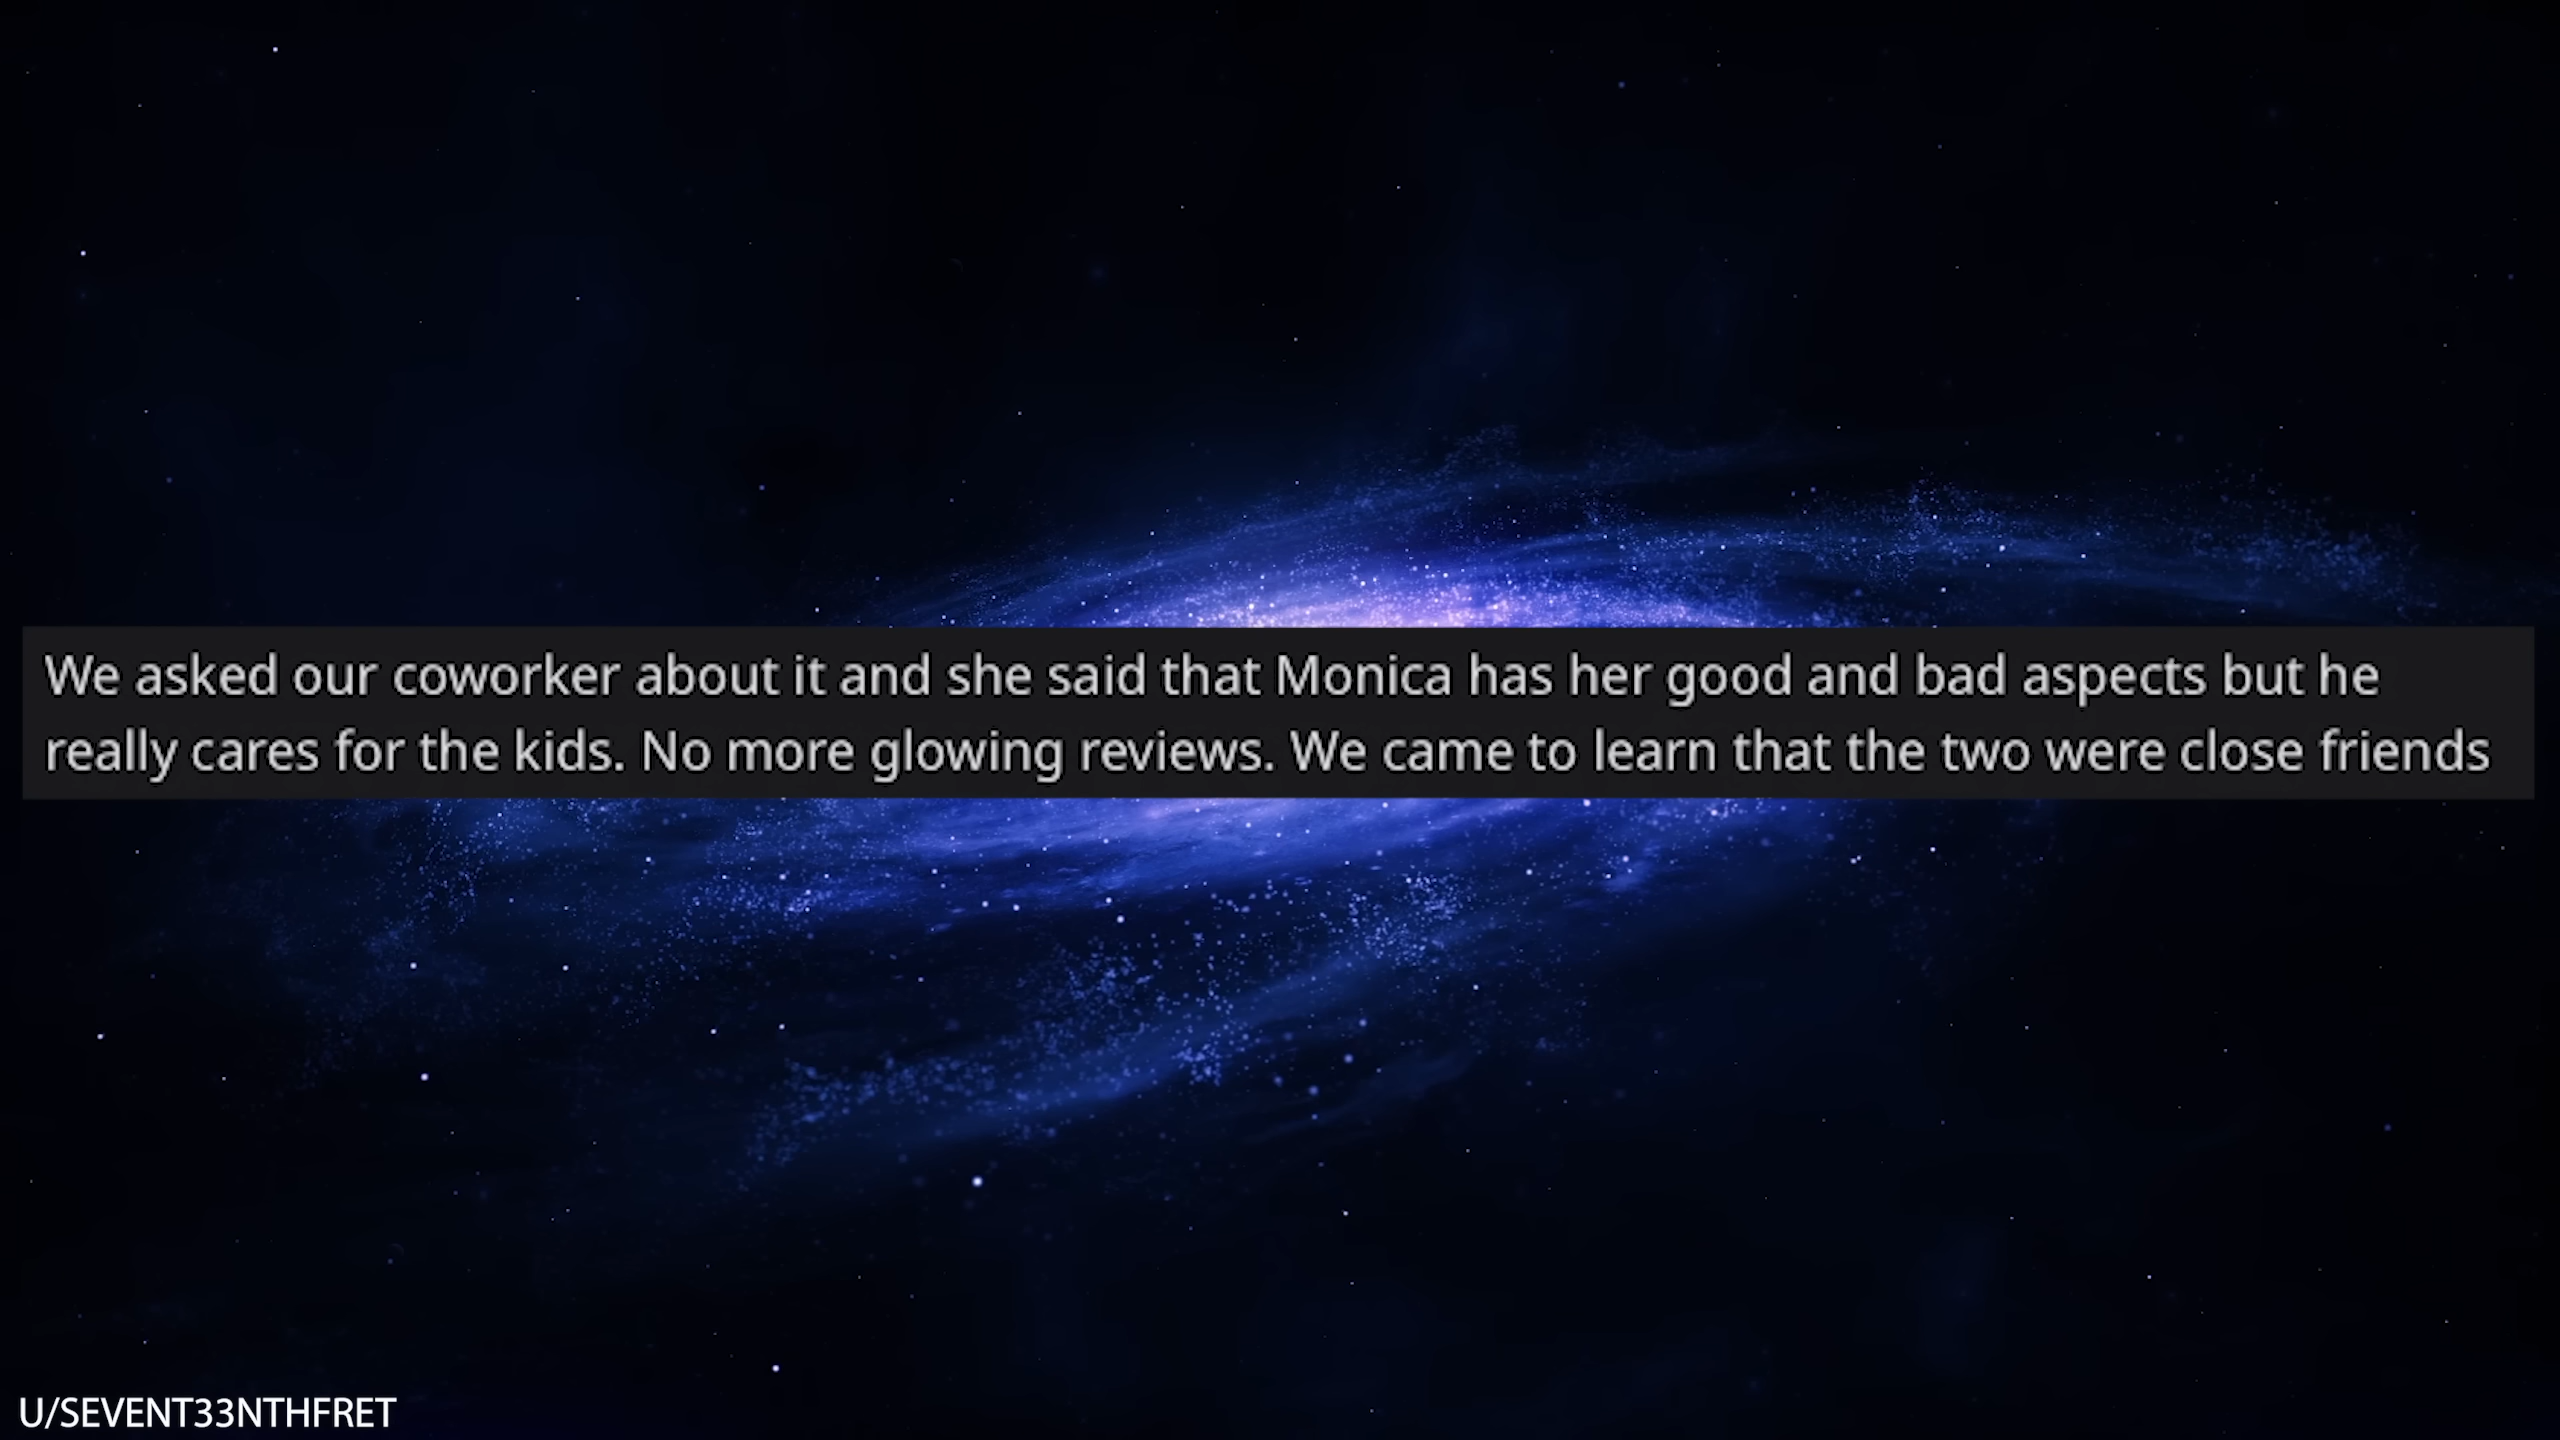 We asked our coworker about it and she said that Monica has her good and bad aspects but he
really cares for the kids. No more glowing reviews. We came to learn that the two were close friends
U/SEVENT33NTHFRET